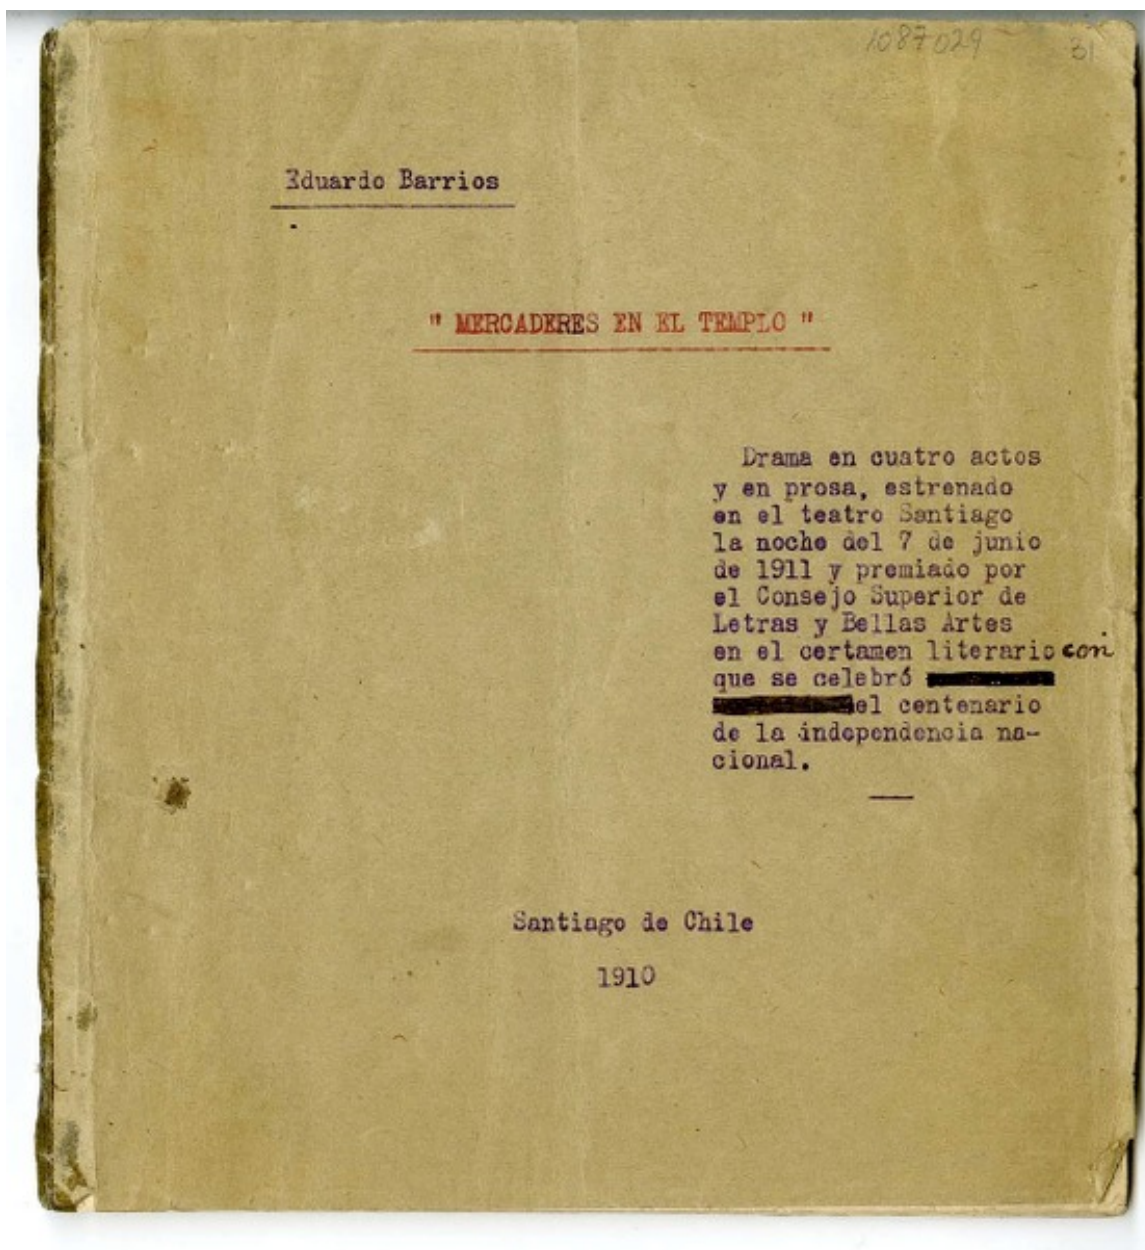 1087029
31
Eduardo Barrios
" MERCADERES EN EL TEMPLO "
Drama en cuatro actos
y en prosa, estrenado
en el teatro Santiago
la noche del 7 de junio
de 1911 y premiado por
el Consejo Superior de
Letras y Bellas Artes
en el certamen literario con
que se celebró
el centenario
de la independencia na-
cional.
Santiago de Chile
1910